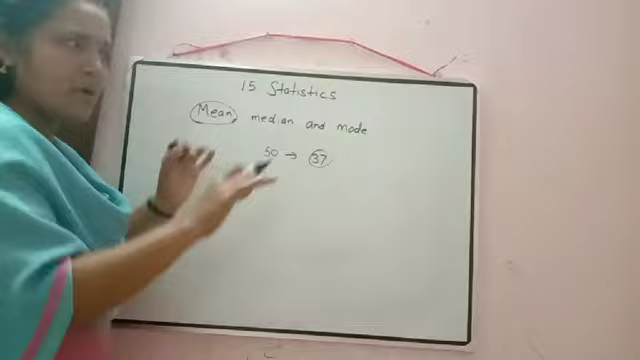 15 Statistics
Mean median and mode
50 → 37